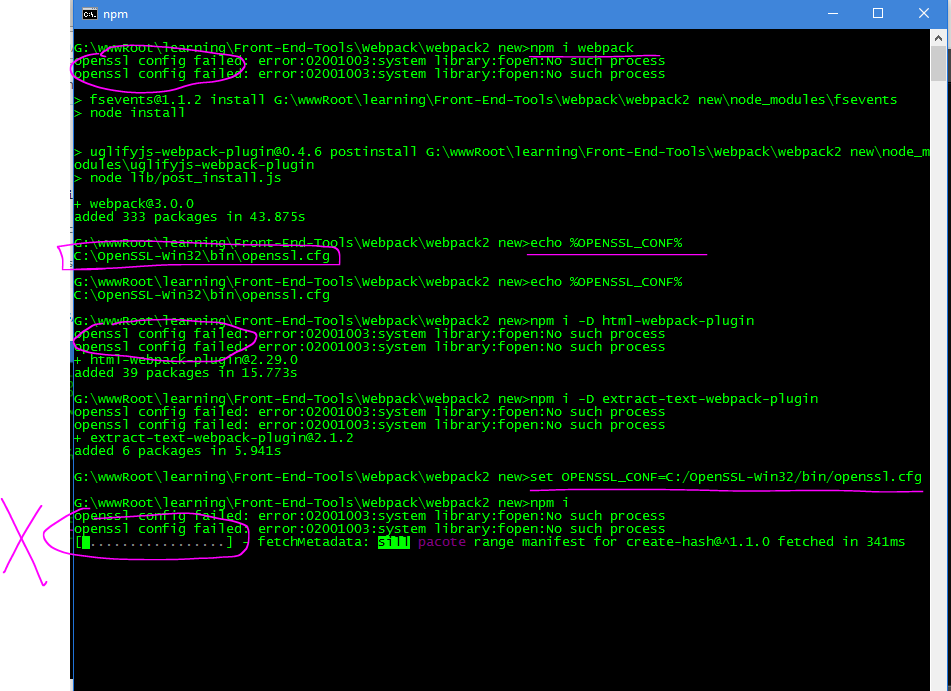 npm
G:\wwwRoot\learning\Front-End-Tools\Webpack\webpack2 new>npm i webpack
openssl config failed: error:02001003:system library:fopen:No such process
openssl config failed: error:02001003:system library:fopen:No such process
> fsevents@1.1.2 install G:\wwwRoot\learning\Front-End-Tools\Webpack\webpack2 new\node_modules\fsevents
> node install
> uglifyjs-webpack-plugin@0.4.6 postinstall G:\wwwRoot\learning\Front-End-Tools\Webpack\webpack2 new\node_m
odules\uglifyjs-webpack-plugin
> node lib/post_install.js
+ webpack@3.0.0
added 333 packages in 43.875s
G:\wwwRoot\learning\Front-End-Tools\Webpack\webpack2 new>echo %OPENSSL_CONF%
C:\OpenSSL-Win32\bin\openssl.cfg
G:\wwwRoot\learning\Front-End-Tools\Webpack\webpack2 new>echo %OPENSSL_CONF%
C:\OpenSSL-Win32\bin\openssl.cfg
G:\wwwRoot\learning\Front-End-Tools\Webpack\webpack2 new>npm i -D html-webpack-plugin
openssl config failed: error:02001003:system library:fopen:No such process
openssl config failed: error:02001003:system library:fopen:No such process
+ html-webpack-plugin@2.29.0
added 39 packages in 15.773s
G:\wwwRoot\learning\Front-End-Tools\Webpack\webpack2 new>npm i -D extract-text-webpack-plugin
openssl config failed: error:02001003:system library:fopen:No such process
openssl config failed: error:02001003:system library:fopen:No such process
+ extract-text-webpack-plugin@2.1.2
added 6 packages in 5.941s
G:\wwwRoot\learning\Front-End-Tools\Webpack\webpack2 new>set OPENSSL_CONF=C:/OpenSSL-Win32/bin/openssl.cfg
G:\wwwRoot\learning\Front-End-Tools\Webpack\webpack2 new>npm i
openssl config failed: error:02001003:system library:fopen:No such process
openssl config failed: error:02001003:system library:fopen:No such process
[ .................] - fetchMetadata: sill pacote range manifest for create-hash@^1.1.0 fetched in 341ms